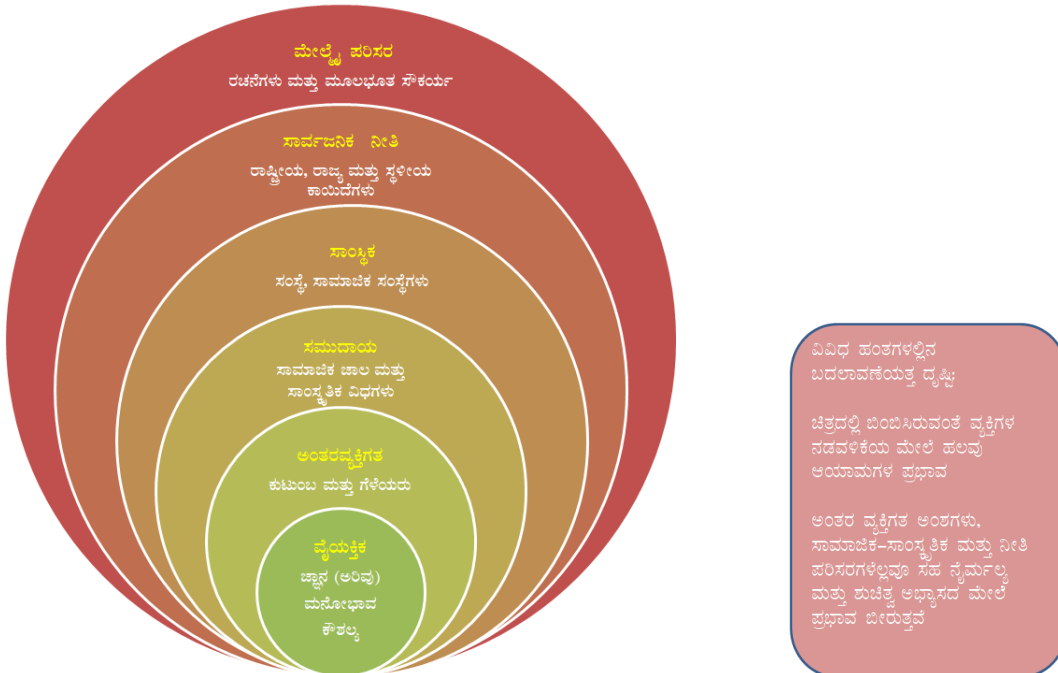 ಮೇಲ್ಮೈ ಪರಿಸರ
ರಚನೆಗಳು ಮತ್ತು ಮೂಲಭೂತ ಸೌಕರ್ಯ
ಸಾರ್ವಜನಿಕ ನೀತಿ
ರಾಷ್ಟ್ರೀಯ, ರಾಜ್ಯ ಮತ್ತು ಸ್ಥಳೀಯ
ಕಾಯಿದೆಗಳು
ಸಾಂಸ್ಥಿಕ
ಸಂಸ್ಥೆ, ಸಾಮಾಜಿಕ ಸಂಸ್ಥೆಗಳು
ಸಮುದಾಯ
ಸಾಮಾಜಿಕ ಜಾಲ ಮತ್ತು
ಸಾಂಸ್ಕೃತಿಕ ವಿಧಗಳು
ಅಂತರವ್ಯಕ್ತಿಗತ
ಕುಟುಂಬ ಮತ್ತು ಗೆಳೆಯರು
ವೈಯಕ್ತಿಕ
ಜ್ಞಾನ (ಅರಿವು)
ಮನೋಭಾವ
ಕೌಶಲ್ಯ
ವಿವಿಧ ಹಂತಗಳಲ್ಲಿನ
ಬದಲಾವಣೆಯತ್ತ ದೃಷ್ಟಿ:
ಚಿತ್ರದಲ್ಲಿ ಬಿಂಬಿಸಿರುವಂತೆ ವ್ಯಕ್ತಿಗಳ
ನಡವಳಿಕೆಯ ಮೇಲೆ ಹಲವು
ಆಯಾಮಗಳ ಪ್ರಭಾವ
ಅಂತರ ವ್ಯಕ್ತಿಗತ ಅಂಶಗಳು,
ಸಾಮಾಜಿಕ–ಸಾಂಸ್ಕೃತಿಕ ಮತ್ತು ನೀತಿ
ಪರಿಸರಗಳೆಲ್ಲವೂ ಸಹ ನೈರ್ಮಲ್ಯ
ಮತ್ತು ಶುಚಿತ್ವ ಅಭ್ಯಾಸದ ಮೇಲೆ
ಪ್ರಭಾವ ಬೀರುತ್ತವೆ